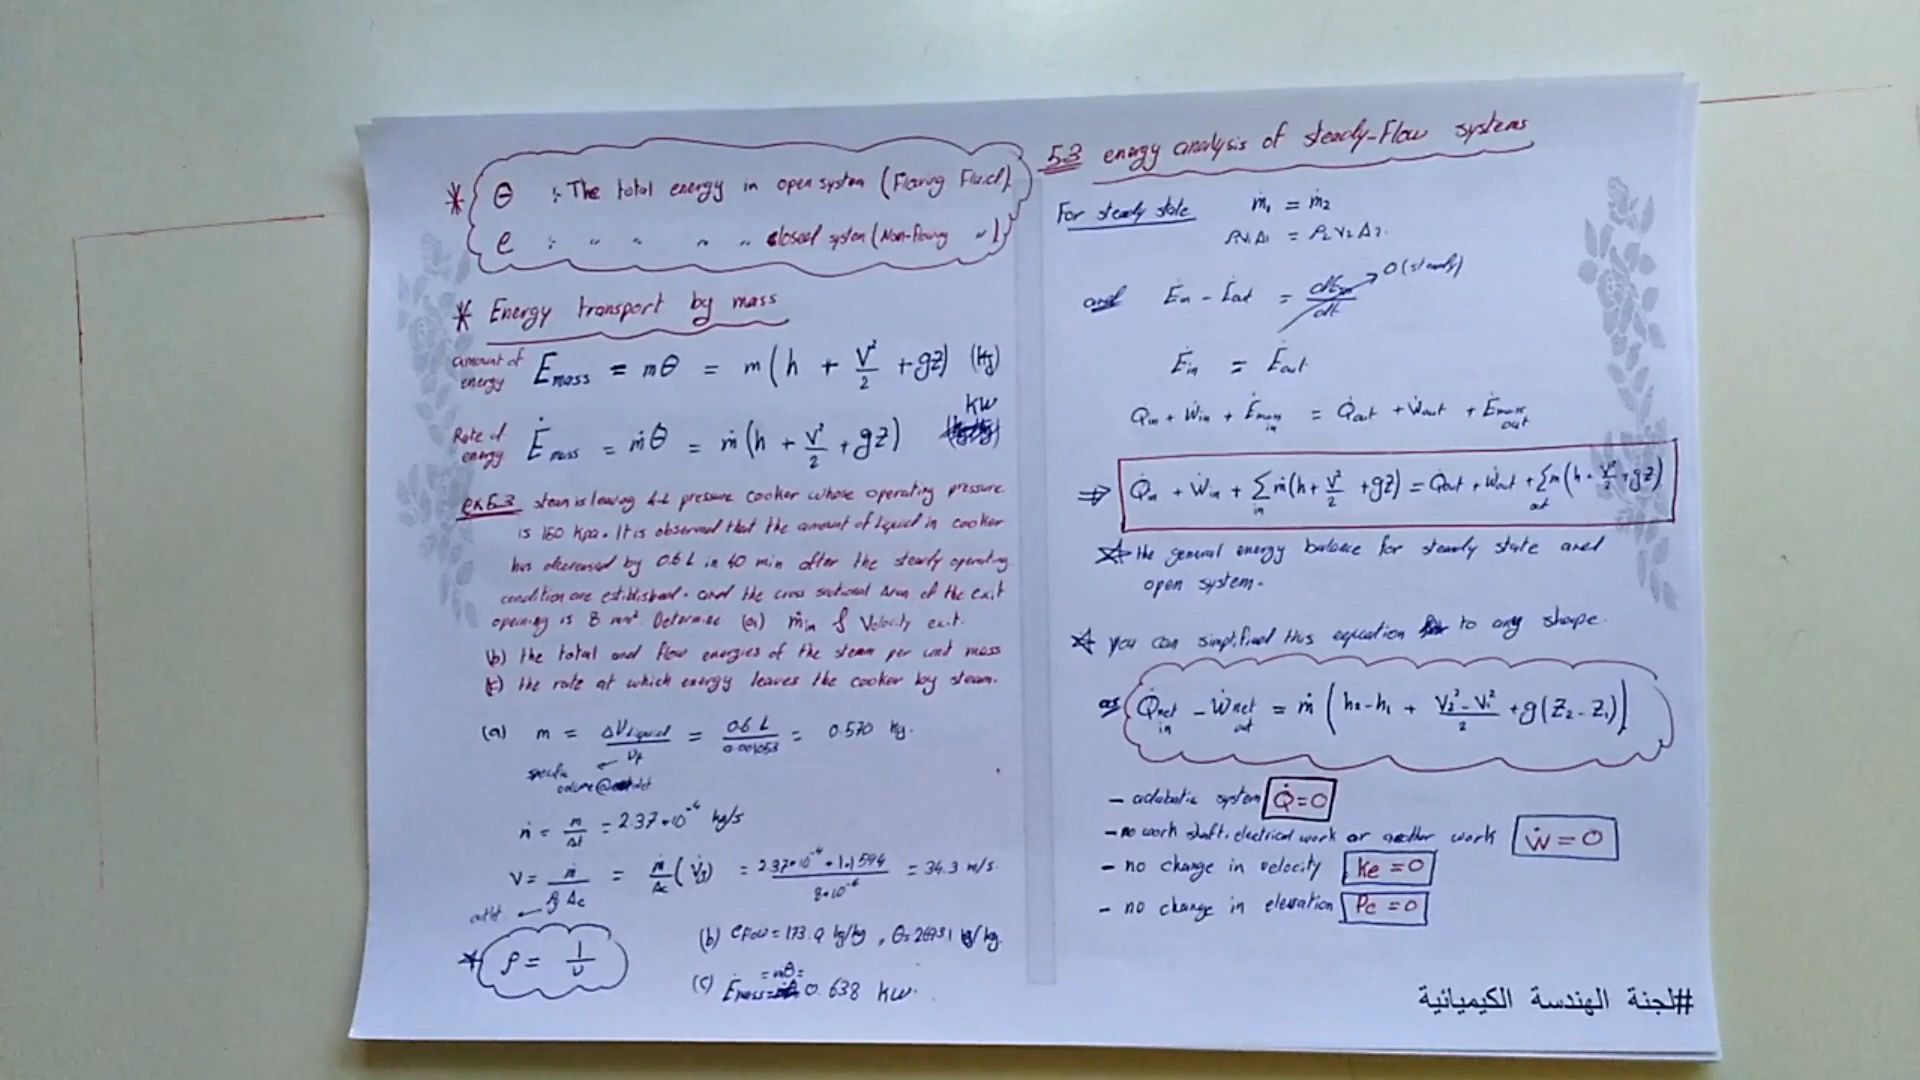 * Θ : The total energy in open system (Flowing Fluid)
e : " " " " closed system (Non-Flowing ")
* Energy transport by mass
amount of energy E mass = mΘ = m(h + V²/2 + gz) (kJ)
Rate of energy Ė mass = ṁΘ = ṁ(h + V²/2 + gz) kW
ex 5.3 steam is leaving 4-L pressure cooker whose operating pressure
is 150 kpa. It is observed that the amount of liquid in cooker
has decreased by 0.6 L in 40 min after the steady operating
condition are established. and the cross sectional Area of the exit
opening is 8 mm². Determine (a) ṁin & Velocity exit.
(b) the total and flow energies of the steam per unit mass
(c) the rate at which energy leaves the cooker by steam.
(a) m = ΔV liquid / νf = 0.6 L / 0.001053 = 0.570 kg.
specific
volume @
ṁ = m/Δt = 2.37*10⁻⁴ kg/s
V = ṁ / ρg Ac = ṁ/Ac (νg) = 2.37*10⁻⁴ * 1.1594 / 8*10⁻⁶ = 34.3 m/s
outlet
* ρ = 1/ν
(b) e flow = 173.9 kJ/kg, Θ = 2693.1 kJ/kg.
(c) Ė mass = ṁΘ = 0.638 kW.
5.3 energy analysis of steady-Flow systems
For steady state ṁ₁ = ṁ₂
ρ₁V₁A₁ = ρ₂V₂A₂.
and Ėin - Ėout = dE/dt → 0 (steady)
Ėin = Ėout
Q̇in + Ẇin + Ėmass in = Q̇out + Ẇout + Ėmass out
⇒ Q̇in + Ẇin + Σin ṁ(h + V²/2 + gz) = Q̇out + Ẇout + Σout ṁ(h + V²/2 + gz)
☆ the general energy balance for steady state and
open system.
☆ you can simplified this equation to any shape.
as Q̇net in - Ẇnet out = ṁ (h₂-h₁ + V₂²-V₁²/2 + g(Z₂-Z₁))
- adiabatic system Q̇=0
- no work shaft, electrical work or another work Ẇ=0
- no change in velocity Ke=0
- no change in elevation Pe=0
#لجنة الهندسة الكيميائية